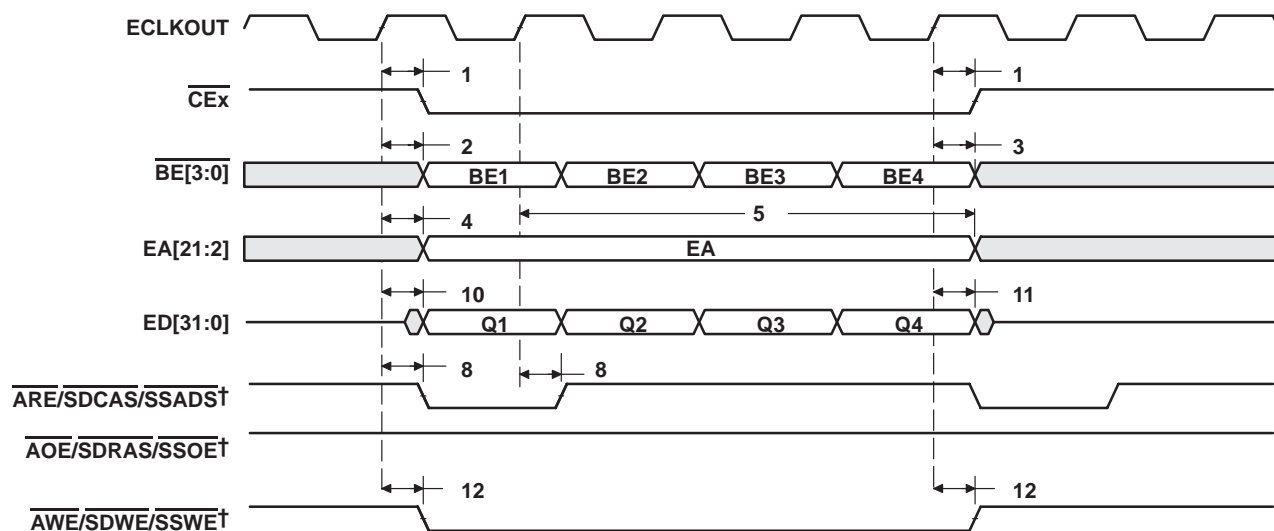 ECLKOUT
1 1
CEx
2 3
BE[3:0] BE1 BE2 BE3 BE4
4 5
EA[21:2] EA
10 11
ED[31:0] Q1 Q2 Q3 Q4
8 8
ARE/SDCAS/SSADS†
AOE/SDRAS/SSOE†
12 12
AWE/SDWE/SSWE†